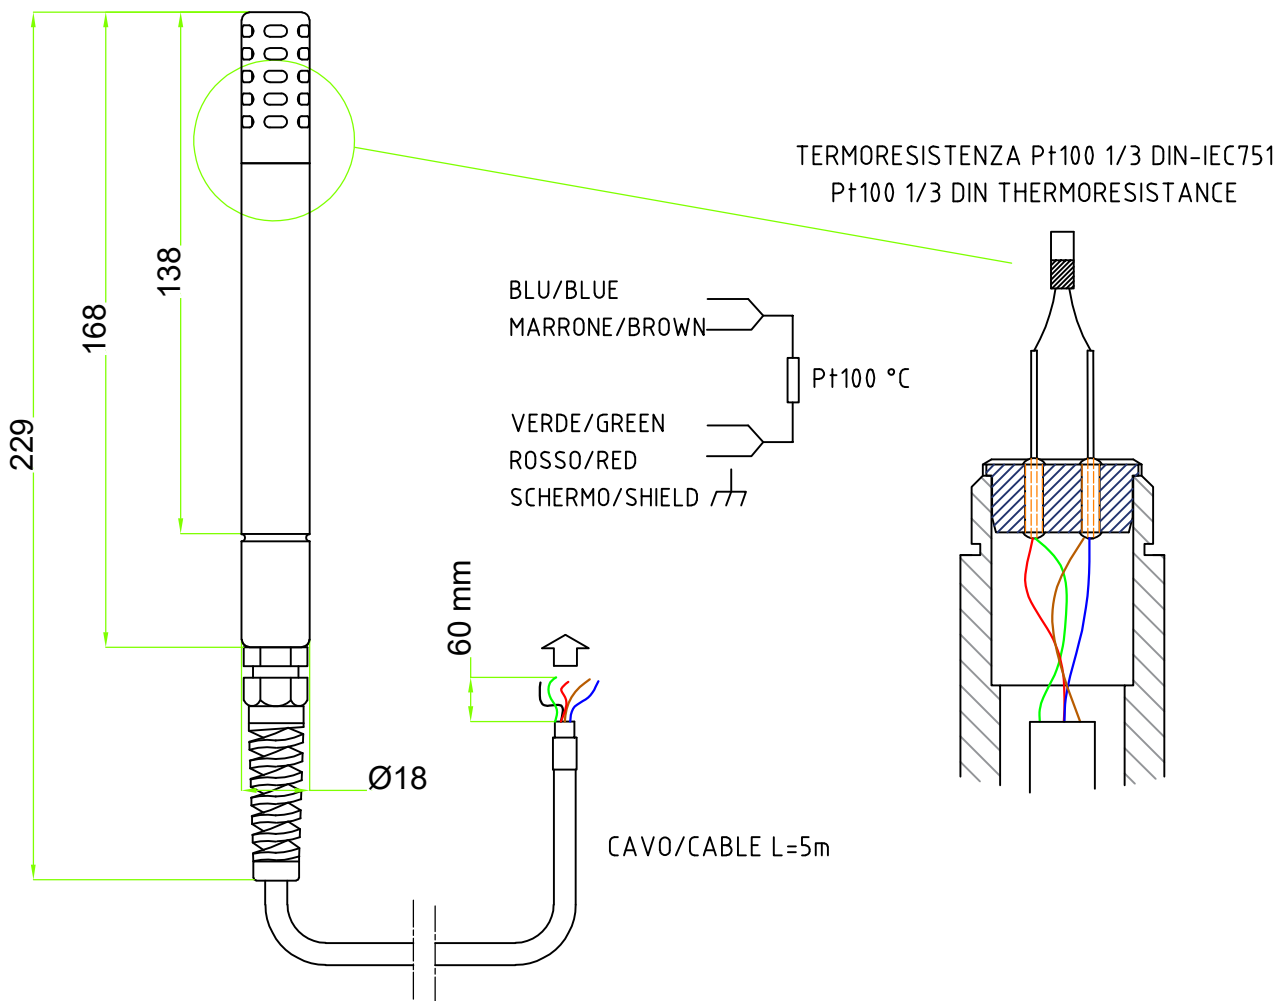 TERMORESISTENZA Pt100 1/3 DIN-IEC751
Pt100 1/3 DIN THERMORESISTANCE
138
168
229
BLU/BLUE
MARRONE/BROWN
Pt100 °C
VERDE/GREEN
ROSSO/RED
SCHERMO/SHIELD
60 mm
Ø18
CAVO/CABLE L=5m